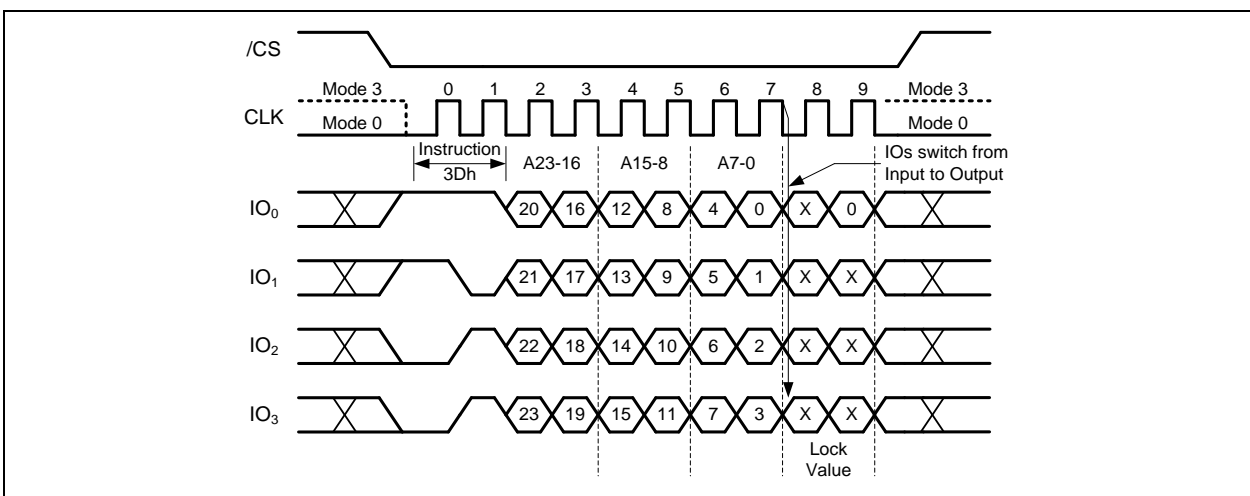 /CS
Mode 3 0 1 2 3 4 5 6 7 8 9 Mode 3
CLK
Mode 0 Mode 0
Instruction
3Dh
A23-16 A15-8 A7-0
IOs switch from
Input to Output
IO₀ 20 16 12 8 4 0 X 0
IO₁ 21 17 13 9 5 1 X X
IO₂ 22 18 14 10 6 2 X X
IO₃ 23 19 15 11 7 3 X X
Lock
Value